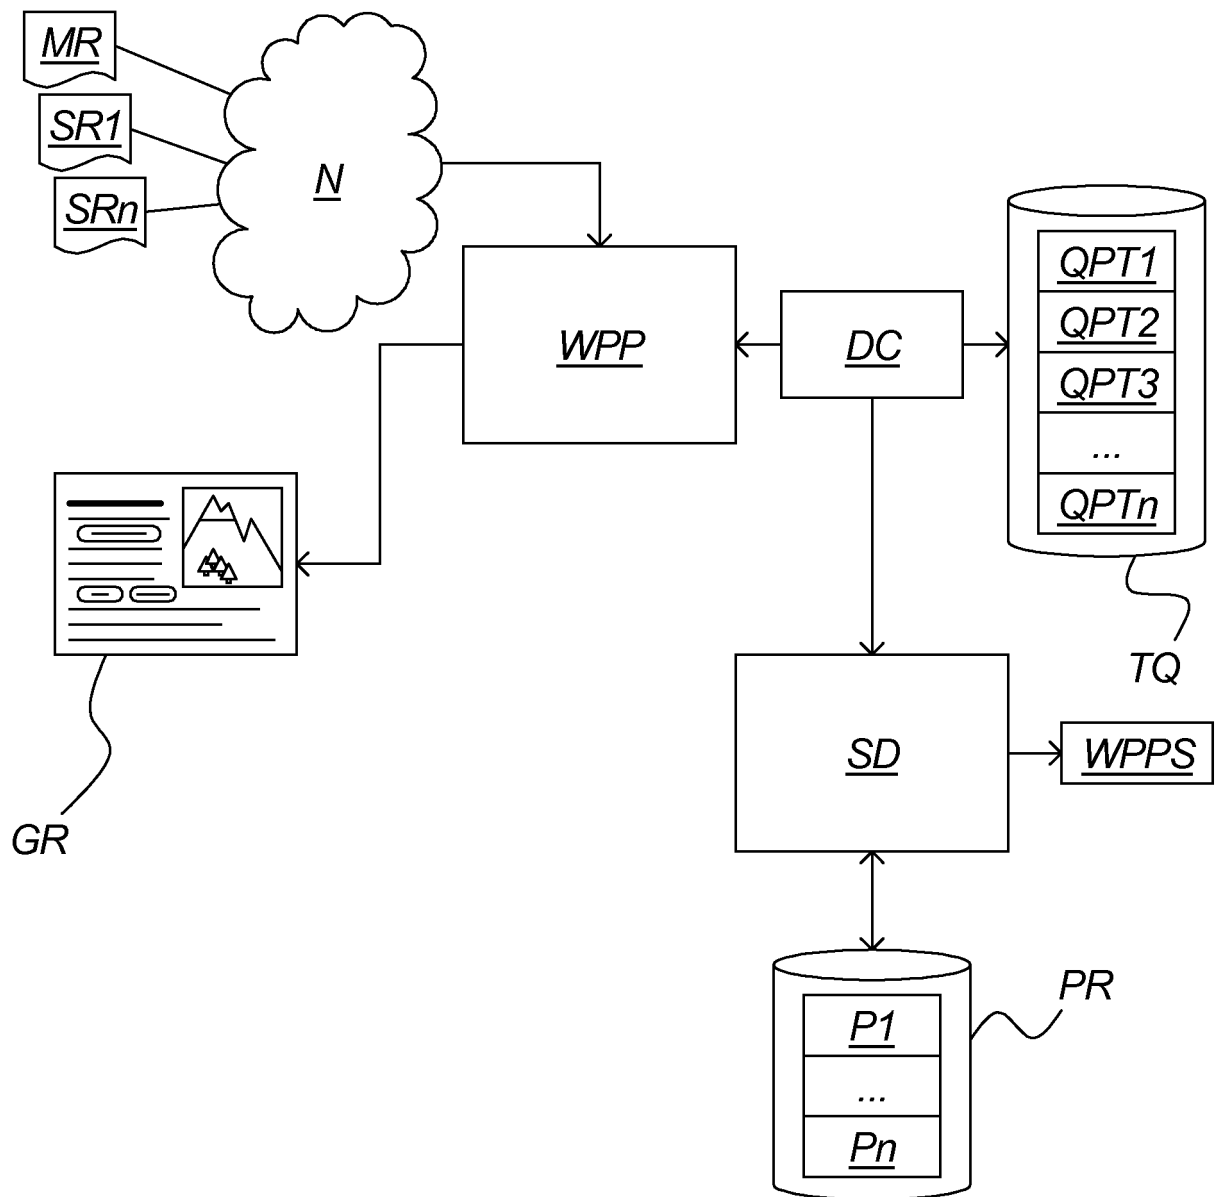 MR
SR1
SRn
N
WPP
DC
QPT1
QPT2
QPT3
...
QPTn
TQ
SD
WPPS
GR
PR
P1
...
Pn